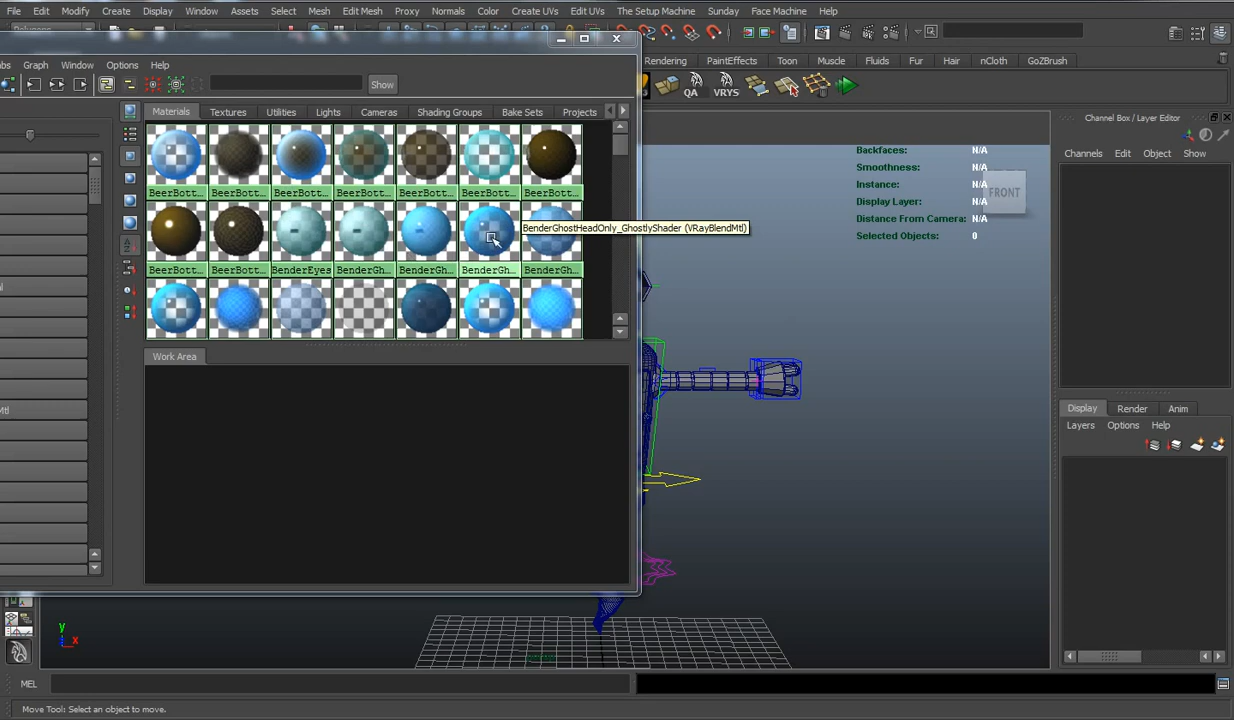 File Edit Modify Create Display Window Assets Select Mesh Edit Mesh Proxy Normals Color Create UVs Edit UVs The Setup Machine Sunday Face Machine Help
Rendering PaintEffects Toon Muscle Fluids Fur Hair nCloth GoZBrush
abs Graph Window Options Help
Show
QA VRYS
Materials Textures Utilities Lights Cameras Shading Groups Bake Sets Projects
BeerBott... BeerBott... BeerBott... BeerBott... BeerBott... BeerBott... BeerBott...
BenderGhostHeadOnly_GhostlyShader (VRayBlendMtl)
BeerBott... BeerBott... BenderEyes BenderGh... BenderGh... BenderGh... BenderGh...
Work Area
al
Mtl
Backfaces: N/A
Smoothness: N/A
Instance: N/A
Display Layer: N/A
Distance From Camera: N/A
Selected Objects: 0
FRONT
Channel Box / Layer Editor
Channels Edit Object Show
Display Render Anim
Layers Options Help
y
x
MEL
Move Tool: Select an object to move.